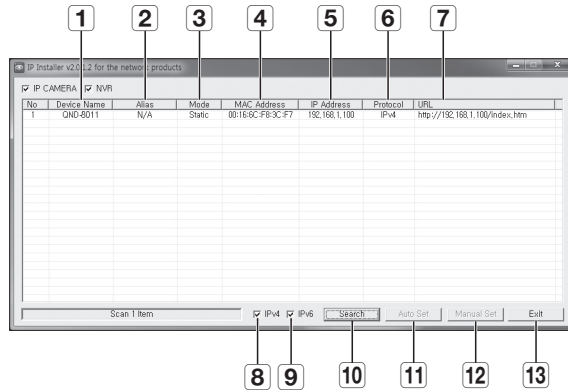 1 2 3 4 5 6 7
IP Installer v2.0.1.2 for the network products
IP CAMERA NVR
No Device Name Alias Mode MAC Address IP Address Protocol URL
1 QND-8011 N/A Static 00:16:6C:F8:3C:F7 192,168,1,100 IPv4 http://192,168,1,100/index,htm
Scan 1 Item IPv4 IPv6 Search Auto Set Manual Set Exit
8 9 10 11 12 13